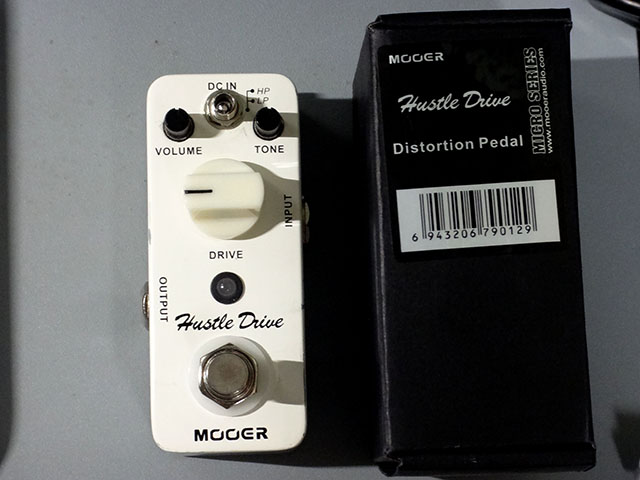 DC IN
HP
LP
VOLUME
TONE
INPUT
DRIVE
OUTPUT
Hustle Drive
MOOER
MOOER
Hustle Drive
Distortion Pedal
MICRO SERIES
www.mooeraudio.com
6 943206 790129